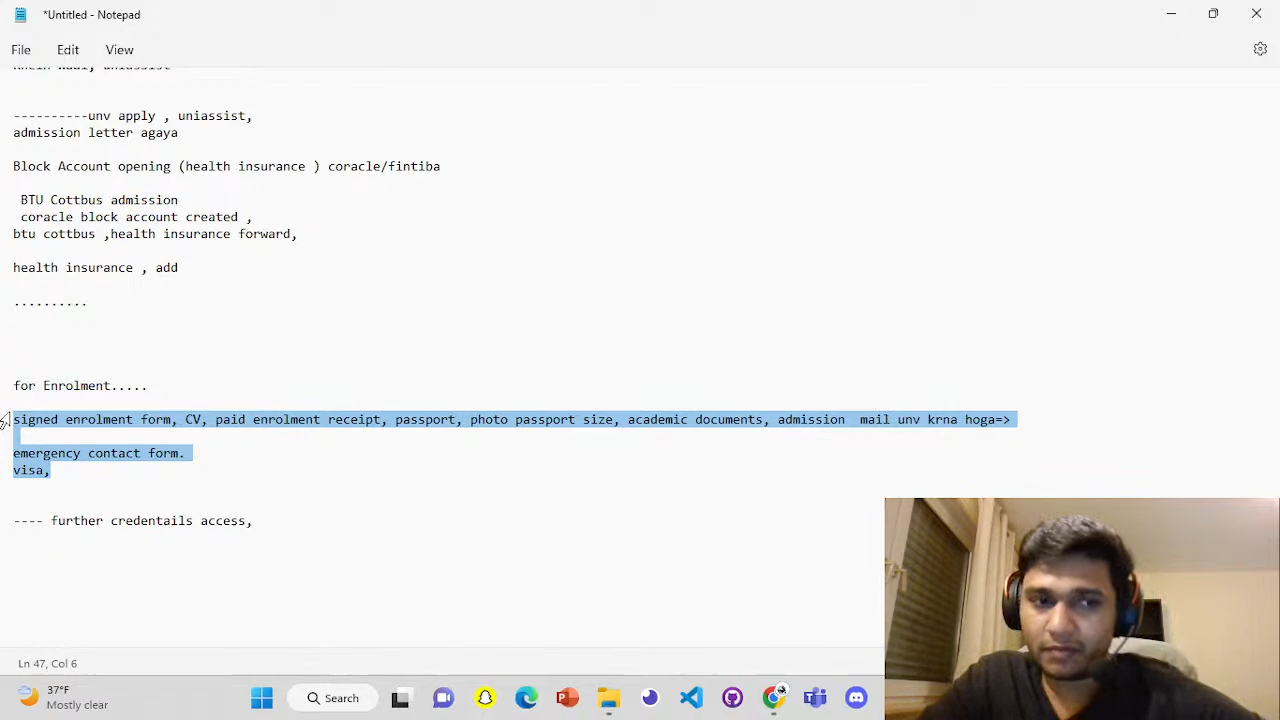 *Untitled - Notepad
File Edit View
uniassist
----------unv apply , uniassist,
admission letter agaya
Block Account opening (health insurance ) coracle/fintiba
BTU Cottbus admission
coracle block account created ,
btu cottbus ,health insurance forward,
health insurance , add
..........
for Enrolment.....
signed enrolment form, CV, paid enrolment receipt, passport, photo passport size, academic documents, admission  mail unv krna hoga=>
emergency contact form.
visa,
---- further credentails access,
Ln 47, Col 6
37°F
Mostly clear
Search